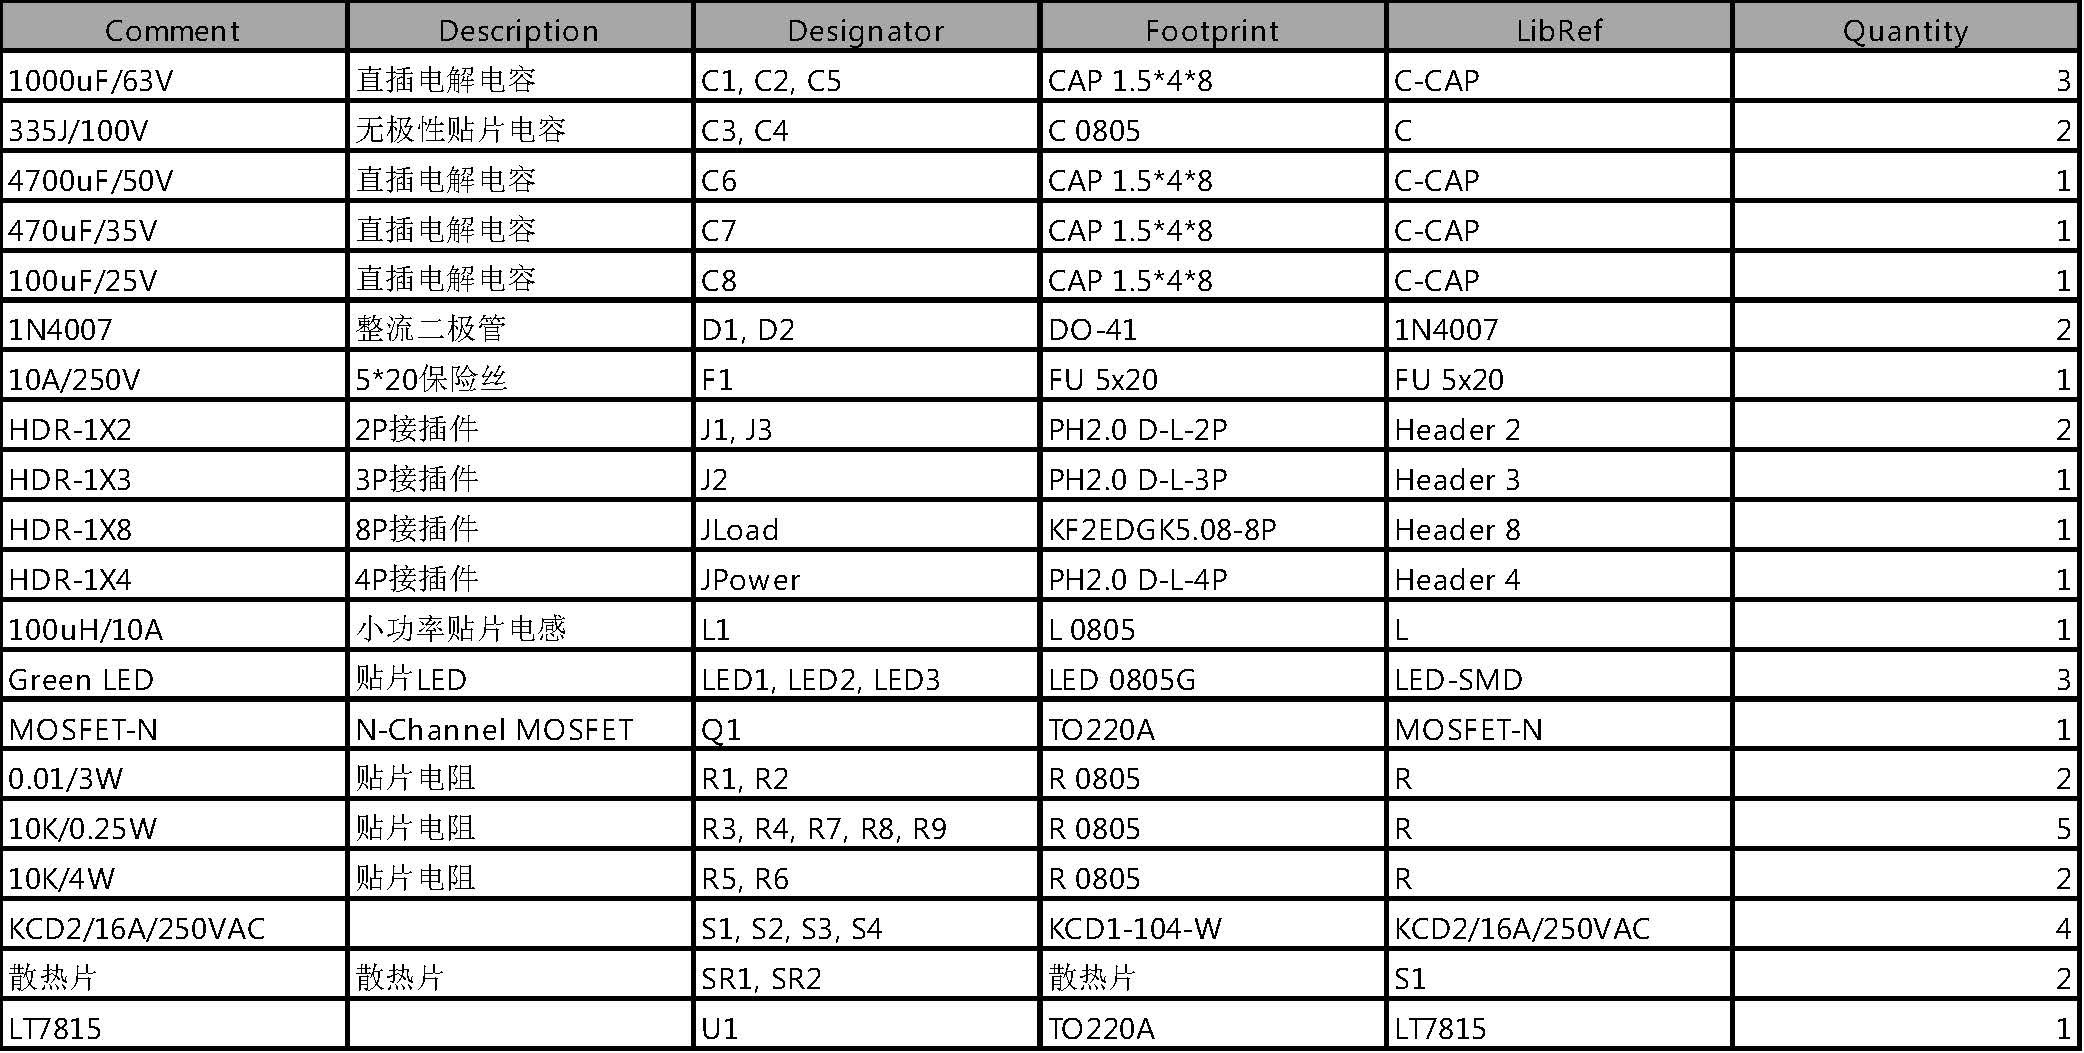 Comment Description Designator Footprint LibRef Quantity
1000uF/63V 直插电解电容 C1, C2, C5 CAP 1.5*4*8 C-CAP 3
335J/100V 无极性贴片电容 C3, C4 C 0805 C 2
4700uF/50V 直插电解电容 C6 CAP 1.5*4*8 C-CAP 1
470uF/35V 直插电解电容 C7 CAP 1.5*4*8 C-CAP 1
100uF/25V 直插电解电容 C8 CAP 1.5*4*8 C-CAP 1
1N4007 整流二极管 D1, D2 DO-41 1N4007 2
10A/250V 5*20保险丝 F1 FU 5x20 FU 5x20 1
HDR-1X2 2P接插件 J1, J3 PH2.0 D-L-2P Header 2 2
HDR-1X3 3P接插件 J2 PH2.0 D-L-3P Header 3 1
HDR-1X8 8P接插件 JLoad KF2EDGK5.08-8P Header 8 1
HDR-1X4 4P接插件 JPower PH2.0 D-L-4P Header 4 1
100uH/10A 小功率贴片电感 L1 L 0805 L 1
Green LED 贴片LED LED1, LED2, LED3 LED 0805G LED-SMD 3
MOSFET-N N-Channel MOSFET Q1 TO220A MOSFET-N 1
0.01/3W 贴片电阻 R1, R2 R 0805 R 2
10K/0.25W 贴片电阻 R3, R4, R7, R8, R9 R 0805 R 5
10K/4W 贴片电阻 R5, R6 R 0805 R 2
KCD2/16A/250VAC S1, S2, S3, S4 KCD1-104-W KCD2/16A/250VAC 4
散热片 散热片 SR1, SR2 散热片 S1 2
LT7815 U1 TO220A LT7815 1